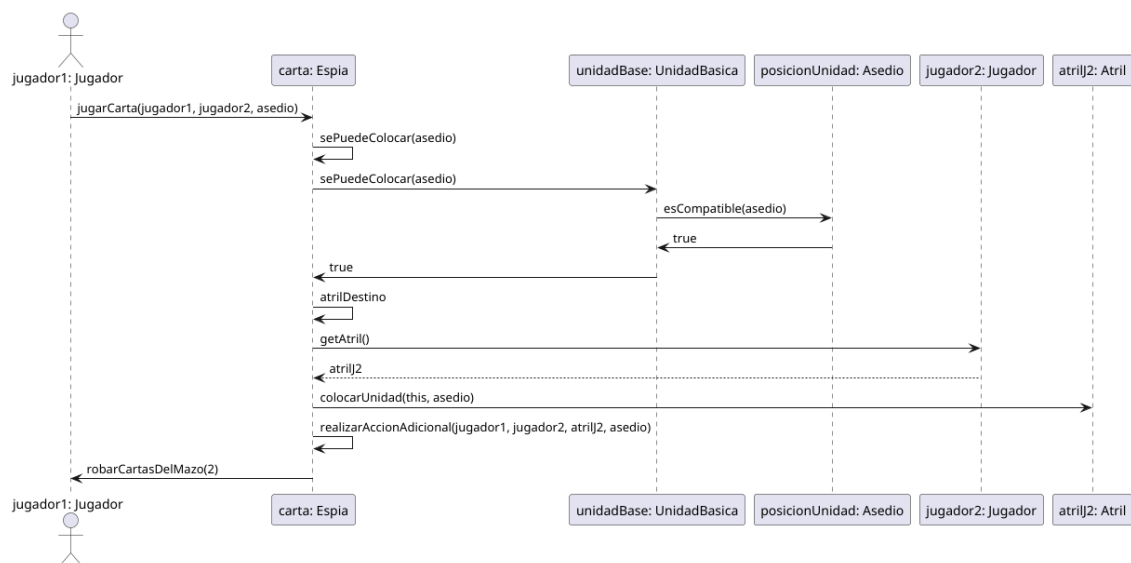 jugador1: Jugador
carta: Espia
unidadBase: UnidadBasica
posicionUnidad: Asedio
jugador2: Jugador
atrilJ2: Atril
jugarCarta(jugador1, jugador2, asedio)
sePuedeColocar(asedio)
sePuedeColocar(asedio)
esCompatible(asedio)
true
true
atrilDestino
getAtril()
atrilJ2
colocarUnidad(this, asedio)
realizarAccionAdicional(jugador1, jugador2, atrilJ2, asedio)
robarCartasDelMazo(2)
jugador1: Jugador
carta: Espia
unidadBase: UnidadBasica
posicionUnidad: Asedio
jugador2: Jugador
atrilJ2: Atril